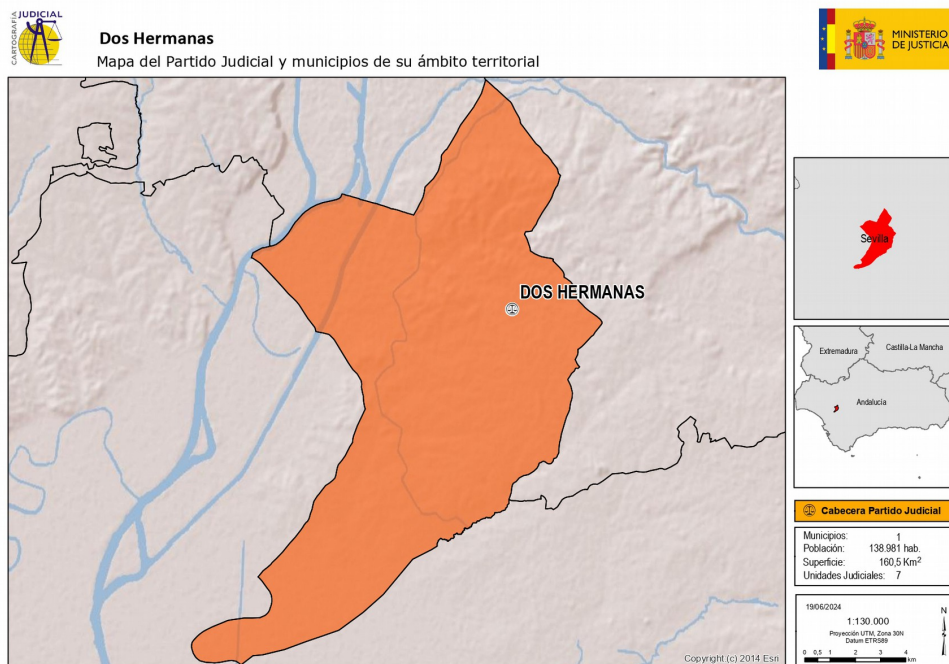 CARTOGRAFÍA
JUDICIAL
Dos Hermanas
Mapa del Partido Judicial y municipios de su ámbito territorial
MINISTERIO
DE JUSTICIA
DOS HERMANAS
Sevilla
Extremadura
Castilla-La Mancha
Andalucía
Cabecera Partido Judicial
Municipios: 1
Población: 138.981 hab.
Superficie: 160,5 Km²
Unidades Judiciales: 7
19/06/2024
N
1:130.000
Proyección UTM, Zona 30N
Datum ETRS89
0 0,5 1 2 3 4
km
Copyright (c) 2014 Esri